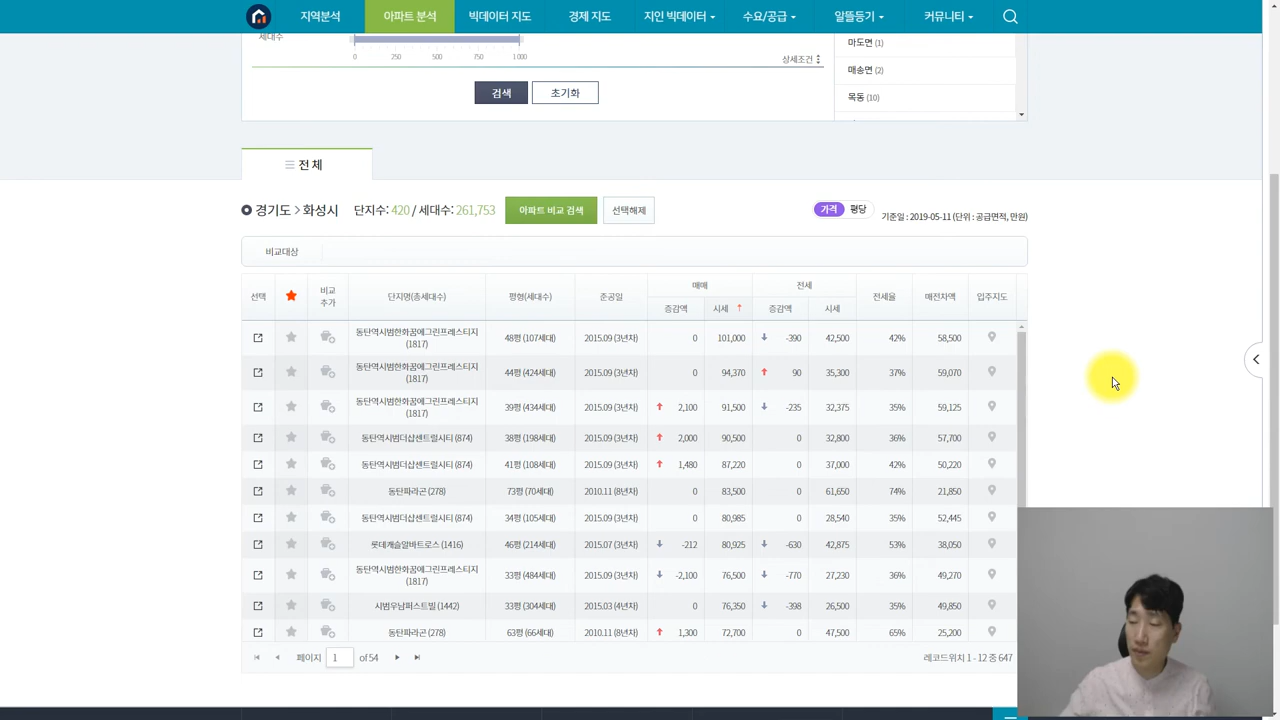 지역분석 아파트 분석 빅데이터 지도 경제 지도 지인 빅데이터 수요/공급 알뜰듣기 커뮤니티
세대수
0 250 500 750 1000
상세조건
검색 초기화
마도면 (1)
매송면 (2)
목동 (10)
전체
경기도 > 화성시 단지수: 420 / 세대수: 261,753 아파트 비교 검색 선택해제 가격 평당 기준일 : 2019-05-11 (단위 : 공급면적, 만원)
비교대상
선택 비교추가 단지명(총세대수) 평형(세대수) 준공일 매매 전세 전세율 매전차액 입주지도
증감액 시세 증감액 시세
동탄역시범한화꿈에그린프레스티지 (1817) 48평 (107세대) 2015.09 (3년차) 0 101,000 -390 42,500 42% 58,500
동탄역시범한화꿈에그린프레스티지 (1817) 44평 (424세대) 2015.09 (3년차) 0 94,370 90 35,300 37% 59,070
동탄역시범한화꿈에그린프레스티지 (1817) 39평 (434세대) 2015.09 (3년차) 2,100 91,500 -235 32,375 35% 59,125
동탄역시범더샵센트럴시티 (874) 38평 (198세대) 2015.09 (3년차) 2,000 90,500 0 32,800 36% 57,700
동탄역시범더샵센트럴시티 (874) 41평 (108세대) 2015.09 (3년차) 1,480 87,220 0 37,000 42% 50,220
동탄파라곤 (278) 73평 (70세대) 2010.11 (8년차) 0 83,500 0 61,650 74% 21,850
동탄역시범더샵센트럴시티 (874) 34평 (105세대) 2015.09 (3년차) 0 80,985 0 28,540 35% 52,445
롯데캐슬알바트로스 (1416) 46평 (214세대) 2015.07 (3년차) -212 80,925 -630 42,875 53% 38,050
동탄역시범한화꿈에그린프레스티지 (1817) 33평 (484세대) 2015.09 (3년차) -2,100 76,500 -770 27,230 36% 49,270
시범우남퍼스트빌 (1442) 33평 (304세대) 2015.03 (4년차) 0 76,350 -398 26,500 35% 49,850
동탄파라곤 (278) 63평 (66세대) 2010.11 (8년차) 1,300 72,700 0 47,500 65% 25,200
페이지 1 of 54 레코드위치 1 - 12 중 647